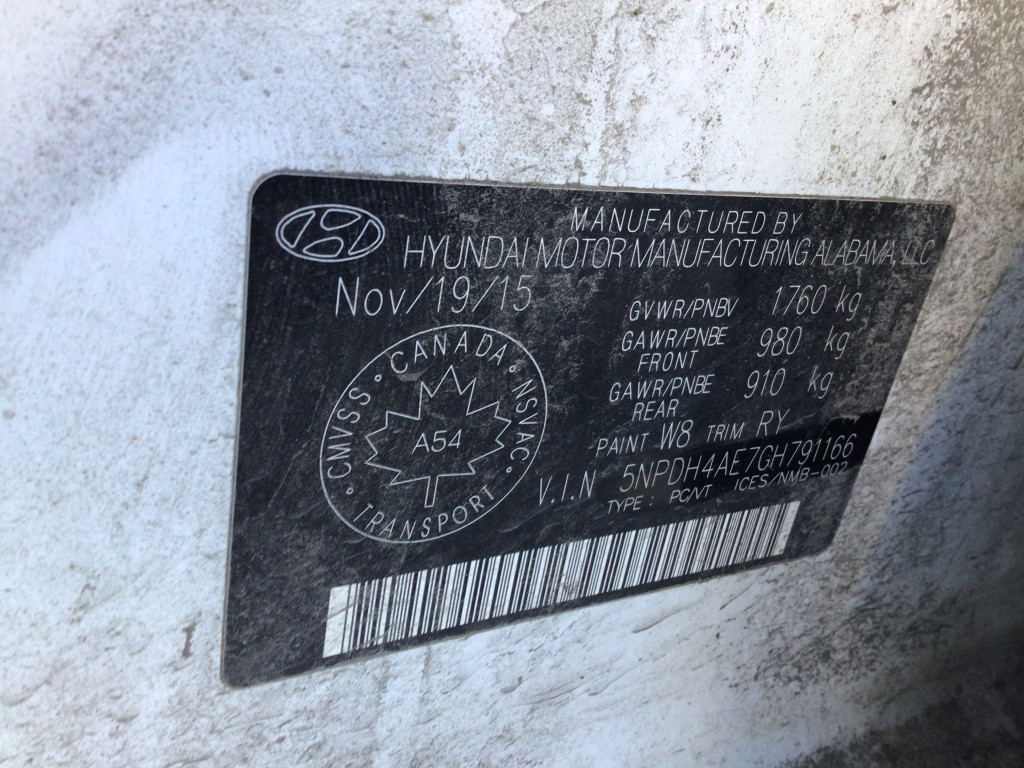 MANUFACTURED BY
HYUNDAI MOTOR MANUFACTURING ALABAMA, LLC
Nov/19/15
GVWR/PNBV 1760 kg
GAWR/PNBE FRONT 980 kg
GAWR/PNBE REAR 910 kg
PAINT W8 TRIM RY
V.I.N 5NPDH4AE7GH791166
TYPE: PC/VT ICES/NMB-002
CANADA
CMVSS
NSVAC
A54
TRANSPORT